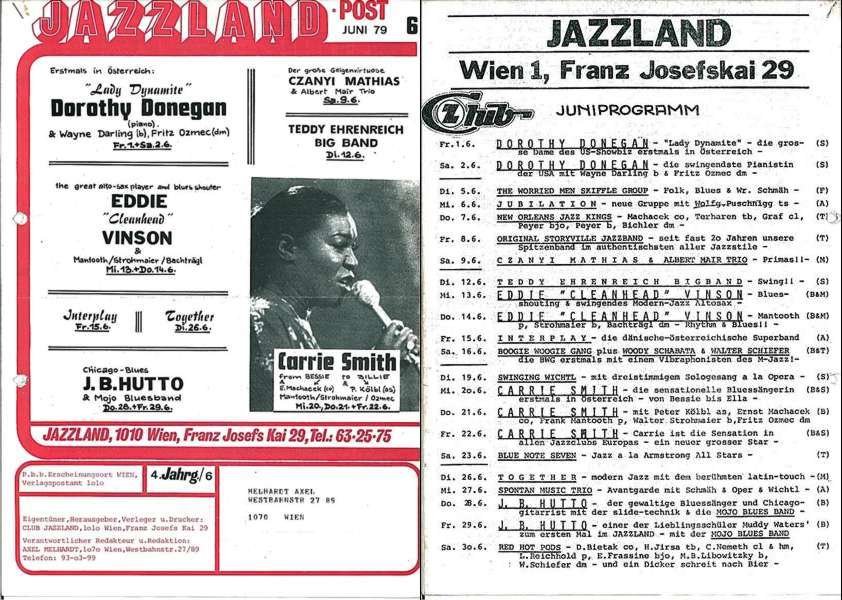 JAZZLAND
·POST
JUNI 79 6
Erstmals in Österreich:
"Lady Dynamite"
Dorothy Donegan
(piano)
& Wayne Darling (b), Fritz Ozmec (dm)
Fr.1.+Sa.2.6.
Der große Geigenvirtuose
CZANYI MATHIAS
& Albert Mair Trio
Sa.9.6.
TEDDY EHRENREICH
BIG BAND
Di.12.6.
the great alto-sax player and blues shouter
EDDIE
"Cleanhead"
VINSON
&
Mantooth/Strohmaier/Bachträgl
Mi.13.+Do.14.6.
Interplay
Fr.15.6.
Together
Di.26.6.
Chicago-Blues
J.B.HUTTO
& Mojo Bluesband
Do.28.+Fr.29.6.
Carrie Smith
from BESSIE to BILLIE
& &
E.Machacek (co) P. Kölbl (as)
Mantooth/Strohmaier/Ozmec
Mi.20., Do.21.+Fr.22.6.
JAZZLAND, 1010 Wien, Franz Josefs Kai 29, Tel.: 63-25-75
P.b.b.Erscheinungsort WIEN,
Verlagspostamt 1o1o
4.Jahrg./6
Eigentümer,Herausgeber,Verleger u.Drucker:
CLUB JAZZLAND,1o1o Wien,Franz Josefs Kai 29
Verantwortlicher Redakteur u.Redaktion:
AXEL MELHARDT,1o7o Wien,Westbahnstr.27/89
Telefon: 93-o3-99
MELHARDT AXEL
WESTBAHNSTR 27 89
1070 WIEN
JAZZLAND
Wien 1, Franz Josefskai 29
Z Club JUNIPROGRAMM
Fr.1.6. DOROTHY DONEGAN - "Lady Dynamite" - die gros- (S)
se Dame des US-Showbiz erstmals in Österreich -
Sa. 2.6. DOROTHY DONEGAN - die swingendste Pianistin (S)
der USA mit Wayne Darling b & Fritz Ozmec dm -
Di. 5.6. THE WORRIED MEN SKIFFLE GROUP - Folk, Blues & Wr. Schmäh - (F)
Mi. 6.6. JUBILATION - neue Gruppe mit Wolfg.Puschnigg ts - (A)
Do. 7.6. NEW ORLEANS JAZZ KINGS - Machacek co, Terharen tb, Graf cl, (T)
Peyer bjo, Peyer b, Bichler dm -
Fr. 8.6. ORIGINAL STORYVILLE JAZZBAND - seit fast 2o Jahren unsere (T)
Spitzenband im authentischsten aller Jazzstile -
Sa. 9.6. CZANYI MATHIAS & ALBERT MAIR TRIO - Primas!!- (M)
Di. 12.6. TEDDY EHRENREICH BIGBAND - Swing!! - (S)
Mi. 13.6. EDDIE "CLEANHEAD" VINSON - Blues- (B&M)
shouting & swingendes Modern-Jazz Altosax -
Do. 14.6. EDDIE "CLEANHEAD" VINSON - Mantooth (B&M)
p, Strohmaier b, Bachträgl dm - Rhythm & Blues!! -
Fr. 15.6. INTERPLAY - die dänische-österreichische Superband (A)
Sa. 16.6. BOOGIE WOOGIE GANG plus WOODY SCHABATA & WALTER SCHIEFER (B&T)
die BWG erstmals mit einem Vibraphonisten des M-Jazz!-
Di. 19.6. SWINGING WICHTL - mit dreistimmigem Sologesang a la Opera - (S)
Mi. 2o.6. CARRIE SMITH - die sensationelle Bluessängerin (B&S)
erstmals in Österreich - von Bessie bis Ella -
Do. 21.6. CARRIE SMITH - mit Peter Kölbl as, Ernst Machacek (B)
co, Frank Mantooth p, Walter Strohmaier b,Fritz Ozmec dm
Fr. 22.6. CARRIE SMITH - Carrie ist die Sensation in (B&S)
allen Jazzclubs Europas - ein neuer grosser Star -
Sa. 23.6. BLUE NOTE SEVEN - Jazz a la Armstrong All Stars - (T)
Di. 26.6. TOGETHER - modern Jazz mit dem berühmten latin-touch -(M)
Mi. 27.6. SPONTAN MUSIC TRIO - Avantgarde mit Schmäh & Oper & Wichtl - (A)
Do. 28.6. J. B. HUTTO - der gewaltige Bluessänger und Chicago- (B)
gitarrist mit der slide-technik & die MOJO BLUES BAND -
Fr. 29.6. J. B. HUTTO - einer der Lieblingsschüler Muddy Waters' (B)
zum ersten Mal im JAZZLAND - mit der MOJO BLUES BAND
Sa. 3o.6. RED HOT PODS - D.Bietak co, H.Jirsa tb, C.Nemeth cl & hm, (T)
L.Reichhold p, E.Frassine bjo, M.B.Libowitzky b,
W.Schiefer dm - und ein Dicker schreit nach Bier -